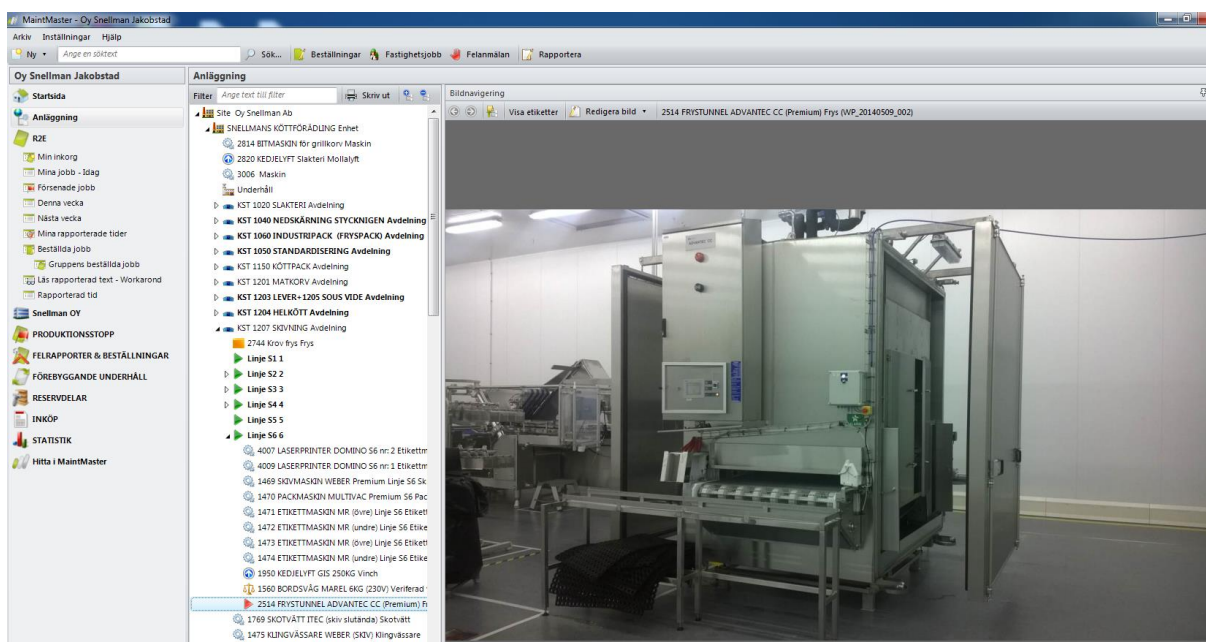 MaintMaster - Oy Snellman Jakobstad
Arkiv Inställningar Hjälp
Ny Ange en söktext Sök... Beställningar Fastighetsjobb Felanmälan Rapportera
Oy Snellman Jakobstad
Startsida
Anläggning
R2E
Min inkorg
Mina jobb - Idag
Försenade jobb
Denna vecka
Nästa vecka
Mina rapporterade tider
Beställda jobb
Gruppens beställda jobb
Läs rapporterad text - Workarond
Rapporterad tid
Snellman OY
PRODUKTIONSSTOPP
FELRAPPORTER & BESTÄLLNINGAR
FÖREBYGGANDE UNDERHÅLL
RESERVDELAR
INKÖP
STATISTIK
Hitta i MaintMaster
Anläggning
Filter Ange text till filter Skriv ut
Site Oy Snellman Ab
SNELLMANS KÖTTFÖRÄDLING Enhet
2814 BITMASKIN för grillkorv Maskin
2820 KEDJELYFT Slakteri Mollalyft
3006 Maskin
Underhåll
KST 1020 SLAKTERI Avdelning
KST 1040 NEDSKÄRNING STYCKNIGEN Avdelning
KST 1060 INDUSTRIPACK (FRYSPACK) Avdelning
KST 1050 STANDARDISERING Avdelning
KST 1150 KÖTTPACK Avdelning
KST 1201 MATKORV Avdelning
KST 1203 LEVER+1205 SOUS VIDE Avdelning
KST 1204 HELKÖTT Avdelning
KST 1207 SKIVNING Avdelning
2744 Krov frys Frys
Linje S1 1
Linje S2 2
Linje S3 3
Linje S4 4
Linje S5 5
Linje S6 6
4007 LASERPRINTER DOMINO S6 nr: 2 Etikettm
4009 LASERPRINTER DOMINO S6 nr: 1 Etikettm
1469 SKIVMASKIN WEBER Premium Linje S6 Sk
1470 PACKMASKIN MULTIVAC Premium S6 Pac
1471 ETIKETTMASKIN MR (övre) Linje S6 Etikett
1472 ETIKETTMASKIN MR (undre) Linje S6 Etike
1473 ETIKETTMASKIN MR (övre) Linje S6 Etikett
1474 ETIKETTMASKIN MR (undre) Linje S6 Etike
1950 KEDJELYFT GIS 250KG Vinch
1560 BORDSVÅG MAREL 6KG (230V) Veriferad
2514 FRYSTUNNEL ADVANTEC CC (Premium) Fr
1769 SKOTVÄTT ITEC (skiv slutända) Skotvätt
1475 KLINGVÄSSARE WEBER (SKIV) Klingvässare
Bildnavigering
Visa etiketter Redigera bild 2514 FRYSTUNNEL ADVANTEC CC (Premium) Frys (WP_20140509_002)
ADVANTEC CC